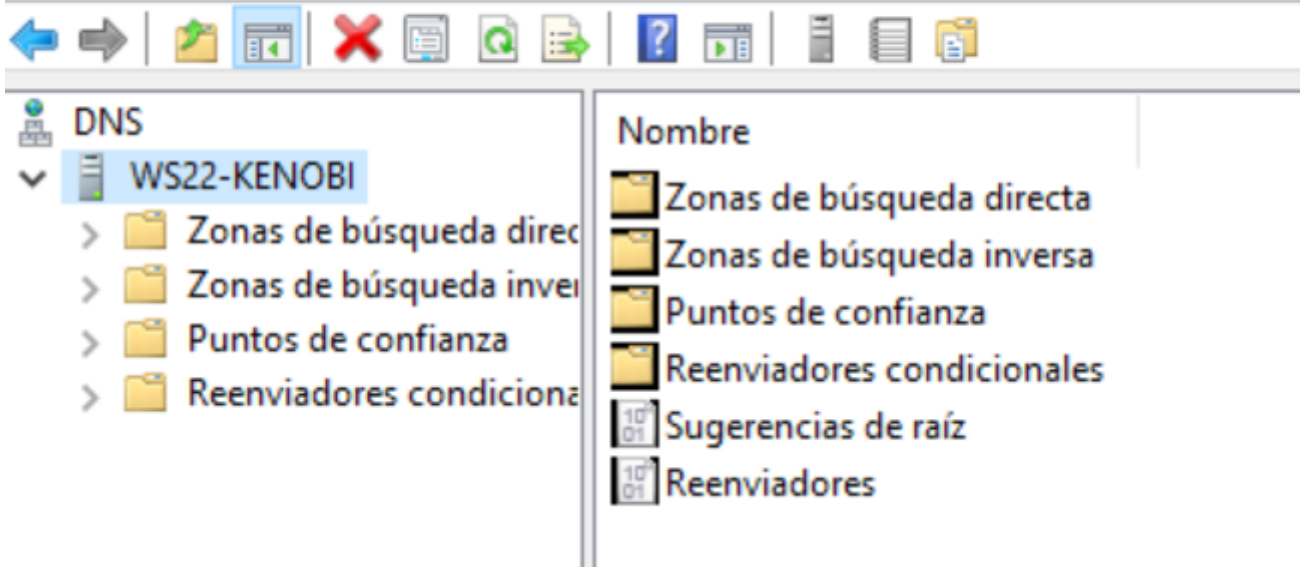 DNS
WS22-KENOBI
Zonas de búsqueda direc
Zonas de búsqueda inver
Puntos de confianza
Reenviadores condiciona
Nombre
Zonas de búsqueda directa
Zonas de búsqueda inversa
Puntos de confianza
Reenviadores condicionales
Sugerencias de raíz
Reenviadores